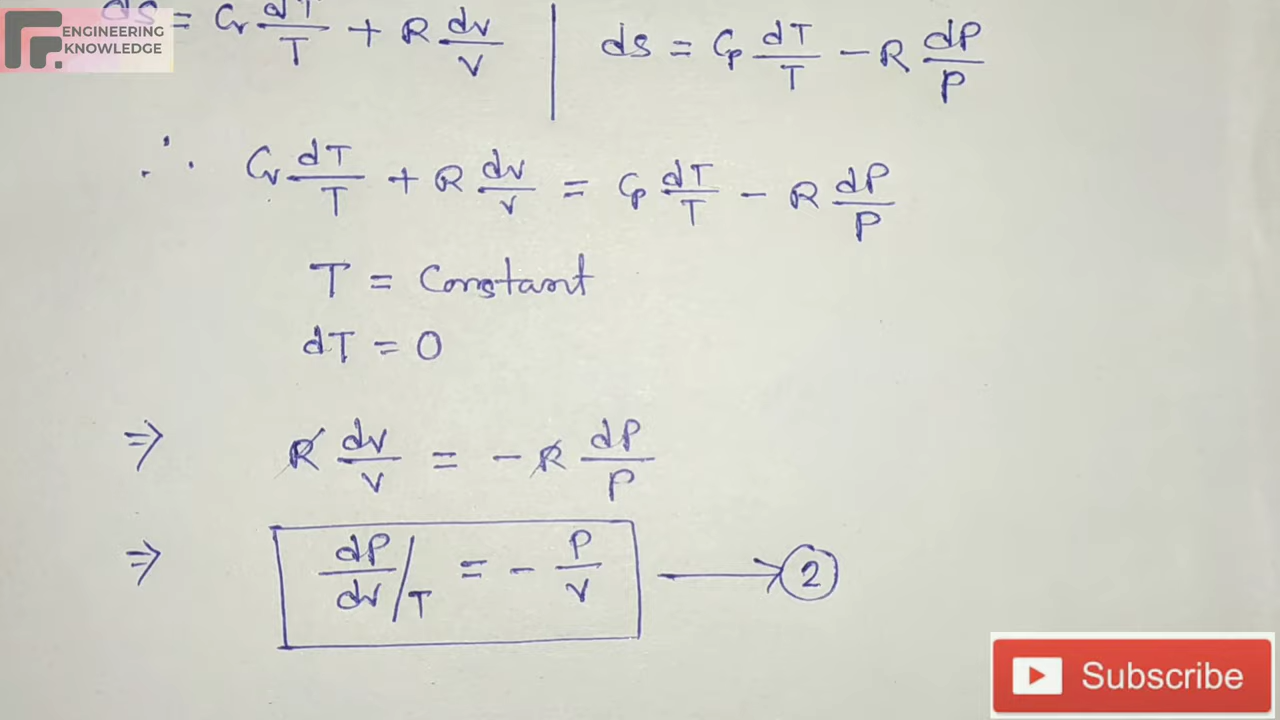 ENGINEERING
KNOWLEDGE
ds = Cv dT/T + R dv/v | ds = Cp dT/T - R dP/P
∴ Cv dT/T + R dv/v = Cp dT/T - R dP/P
T = Constant
dT = 0
⇒ R dv/v = - R dP/P
⇒ dP/dv/T = - P/v → 2
Subscribe